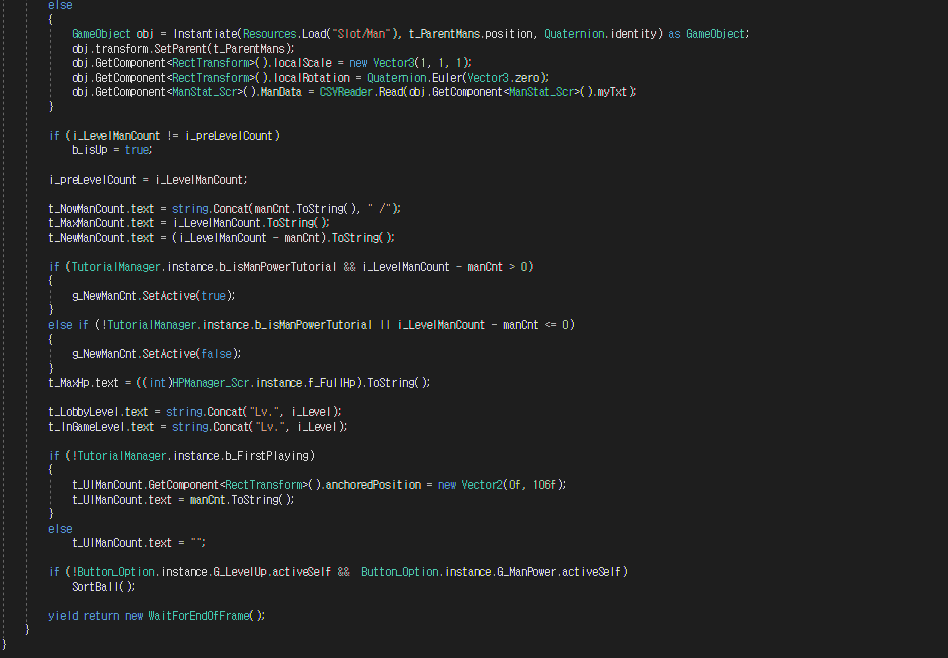 else
{
GameObject obj = Instantiate(Resources.Load("Slot/Man"), t_ParentMans.position, Quaternion.identity) as GameObject;
obj.transform.SetParent(t_ParentMans);
obj.GetComponent<RectTransform>().localScale = new Vector3(1, 1, 1);
obj.GetComponent<RectTransform>().localRotation = Quaternion.Euler(Vector3.zero);
obj.GetComponent<ManStat_Scr>().ManData = CSVReader.Read(obj.GetComponent<ManStat_Scr>().myTxt);
}
if (i_LevelManCount != i_preLevelCount)
b_isUp = true;
i_preLevelCount = i_LevelManCount;
t_NowManCount.text = string.Concat(manCnt.ToString(), " /");
t_MaxManCount.text = i_LevelManCount.ToString();
t_NewManCount.text = (i_LevelManCount - manCnt).ToString();
if (TutorialManager.instance.b_isManPowerTutorial && i_LevelManCount - manCnt > 0)
{
g_NewManCnt.SetActive(true);
}
else if (!TutorialManager.instance.b_isManPowerTutorial || i_LevelManCount - manCnt <= 0)
{
g_NewManCnt.SetActive(false);
}
t_MaxHp.text = ((int)HPManager_Scr.instance.f_FullHp).ToString();
t_LobbyLevel.text = string.Concat("Lv.", i_Level);
t_InGameLevel.text = string.Concat("Lv.", i_Level);
if (!TutorialManager.instance.b_FirstPlaying)
{
t_UIManCount.GetComponent<RectTransform>().anchoredPosition = new Vector2(0f, 106f);
t_UIManCount.text = manCnt.ToString();
}
else
t_UIManCount.text = "";
if (!Button_Option.instance.G_LevelUp.activeSelf && Button_Option.instance.G_ManPower.activeSelf)
SortBall();
yield return new WaitForEndOfFrame();
}
}